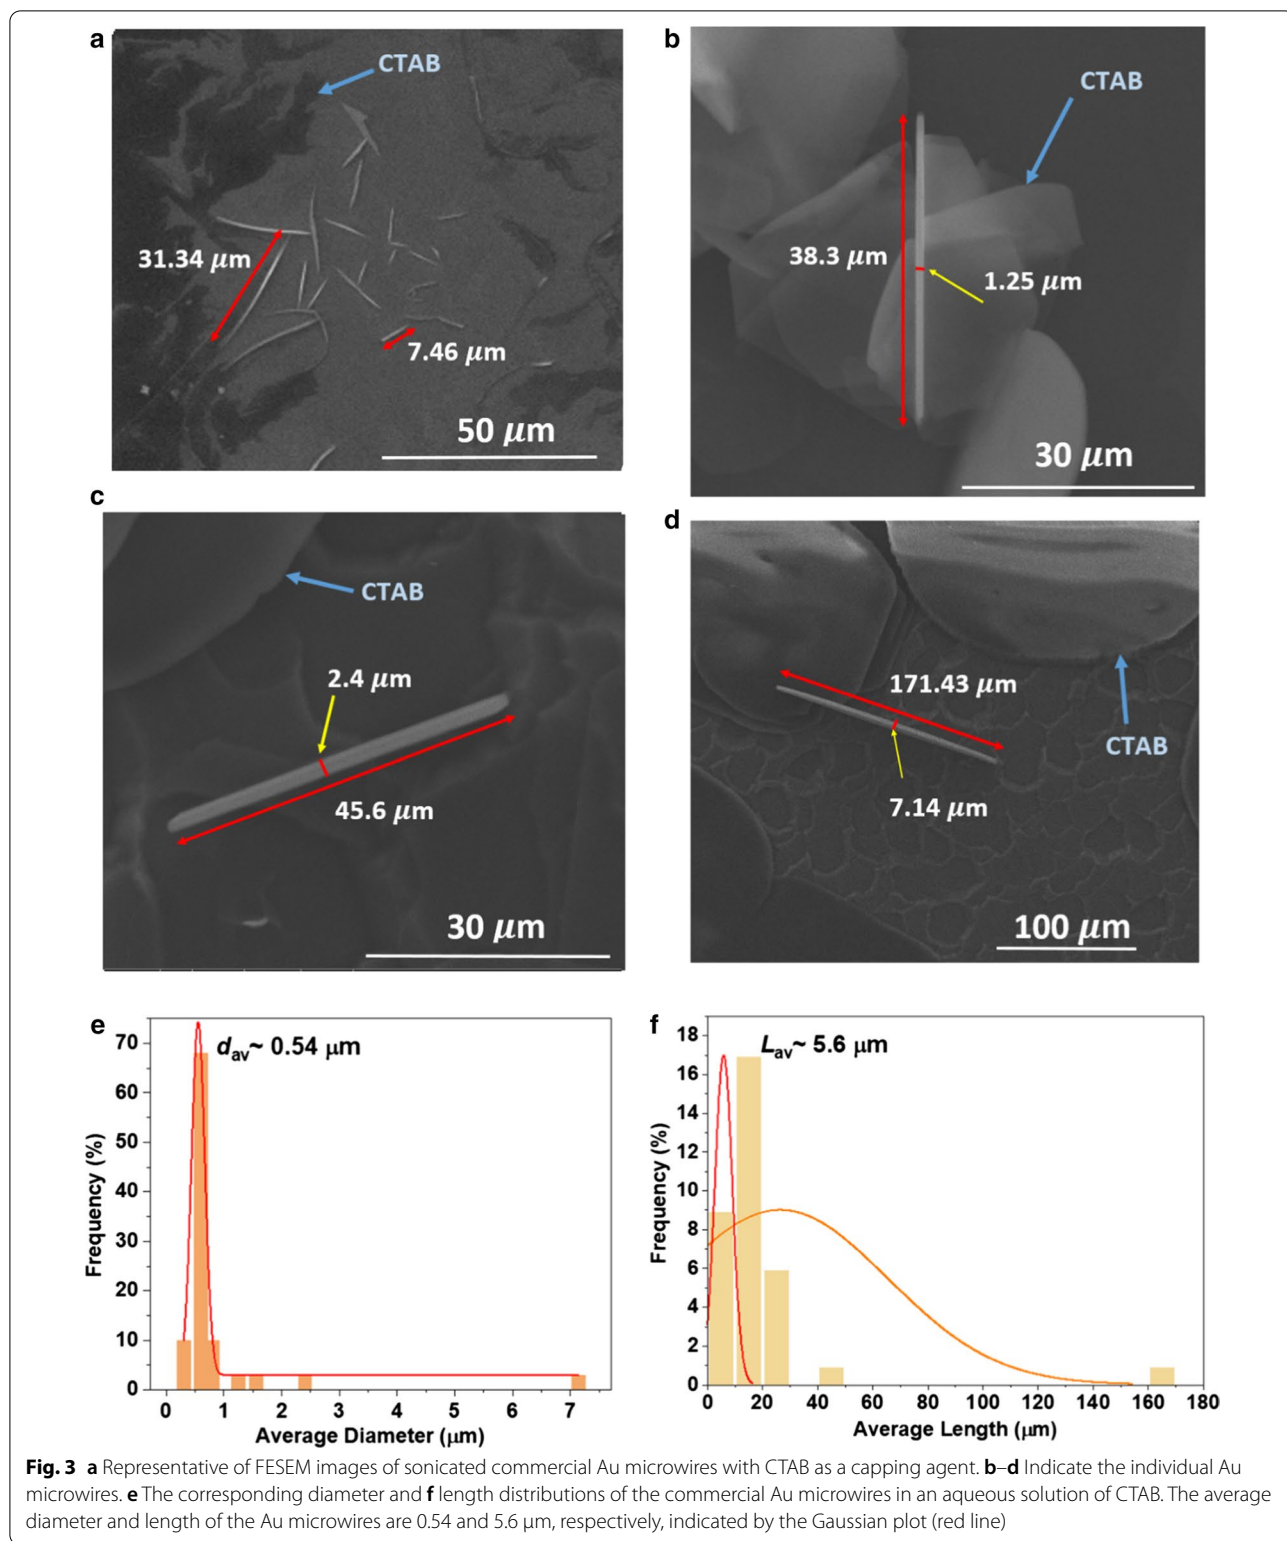 a
CTAB
31.34 μm
7.46 μm
50 μm
b
CTAB
38.3 μm
1.25 μm
30 μm
c
CTAB
2.4 μm
45.6 μm
30 μm
d
171.43 μm
CTAB
7.14 μm
100 μm
e
dav~ 0.54 μm
70
60
50
40
30
20
10
0
Frequency (%)
0 1 2 3 4 5 6 7
Average Diameter (μm)
f
Lav~ 5.6 μm
18
16
14
12
10
8
6
4
2
0
Frequency (%)
0 20 40 60 80 100 120 140 160 180
Average Length (μm)
Fig. 3 a Representative of FESEM images of sonicated commercial Au microwires with CTAB as a capping agent. b–d Indicate the individual Au
microwires. e The corresponding diameter and f length distributions of the commercial Au microwires in an aqueous solution of CTAB. The average
diameter and length of the Au microwires are 0.54 and 5.6 μm, respectively, indicated by the Gaussian plot (red line)